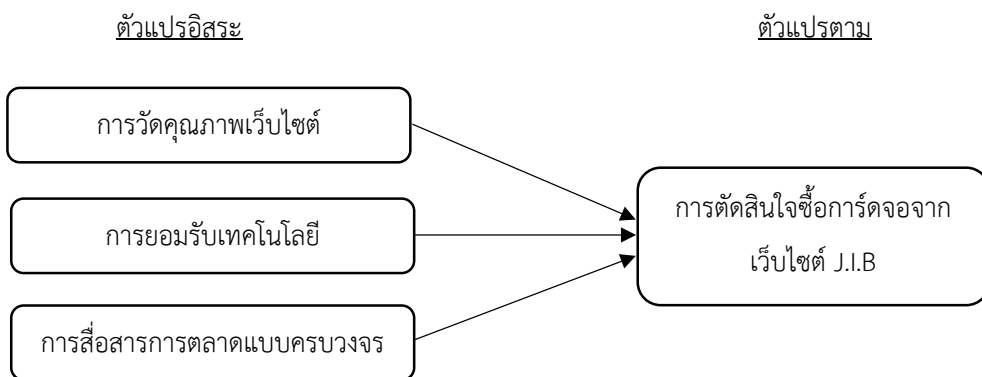 ตัวแปรอิสระ
ตัวแปรตาม
การวัดคุณภาพเว็บไซต์
การยอมรับเทคโนโลยี
การสื่อสารการตลาดแบบครบวงจร
การตัดสินใจซื้อการ์ดจอจาก
เว็บไซต์ J.I.B